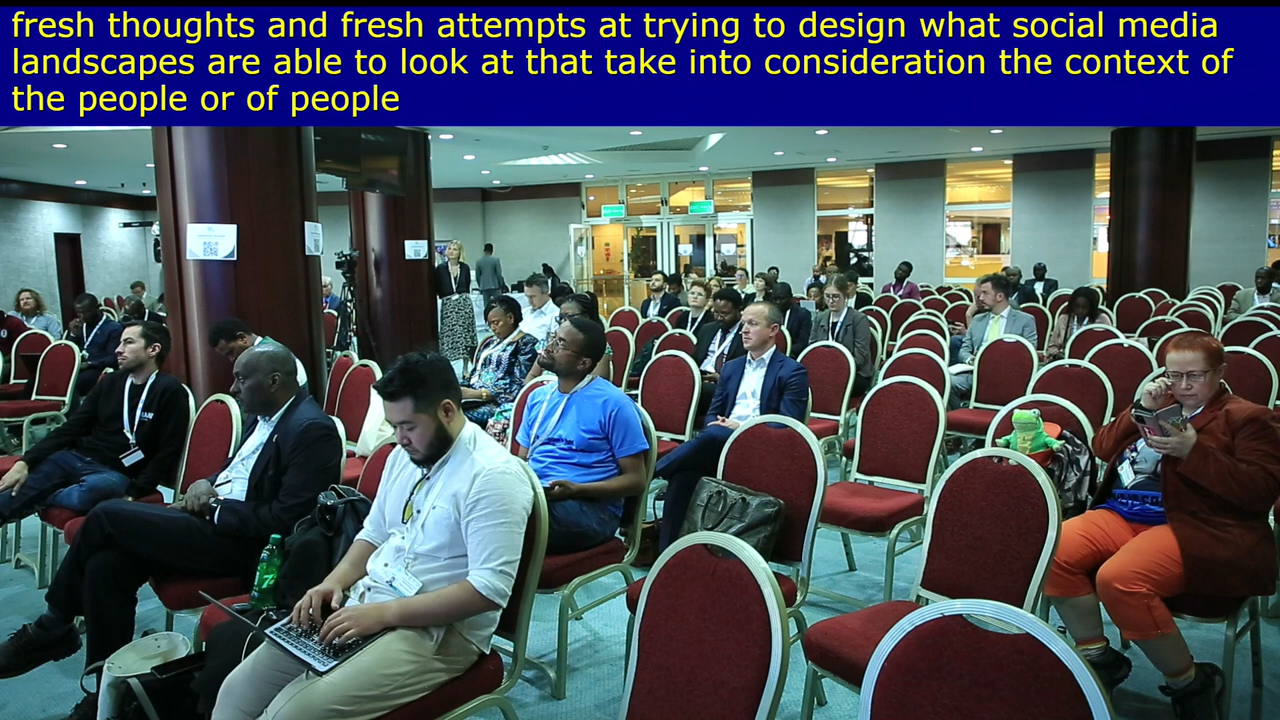 fresh thoughts and fresh attempts at trying to design what social media
landscapes are able to look at that take into consideration the context of
the people or of people